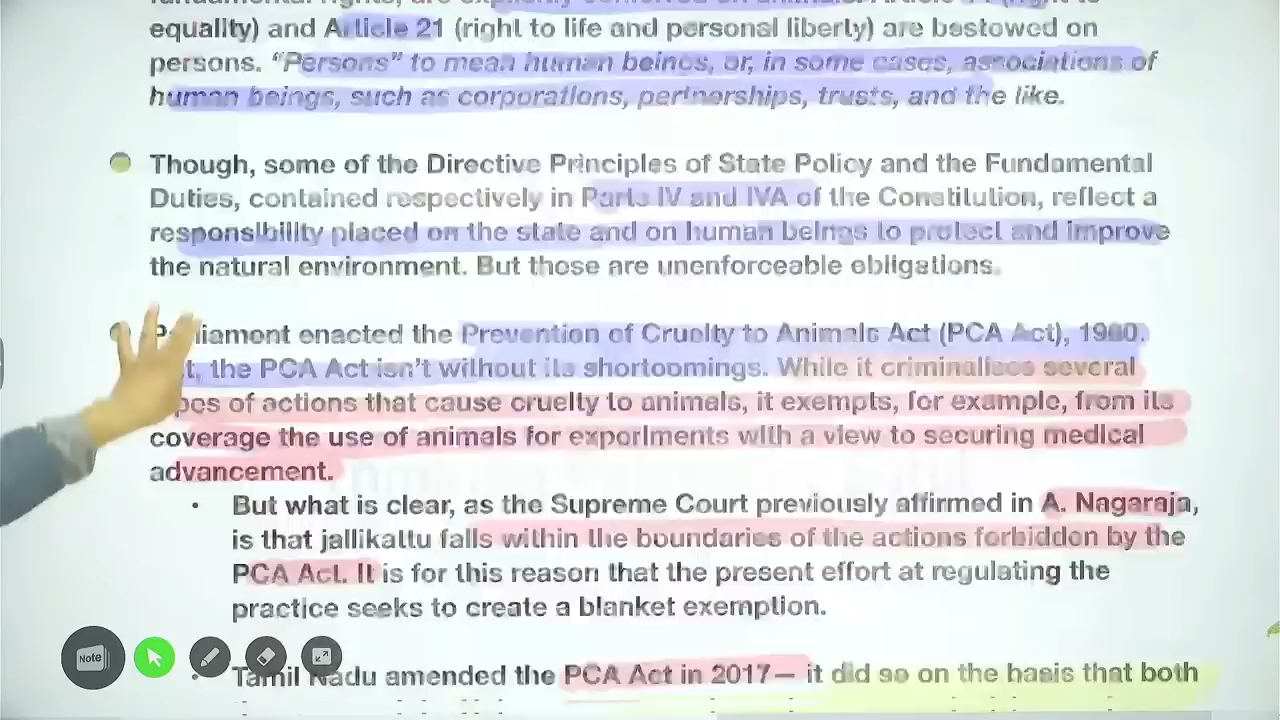 equality) and Article 21 (right to life and personal liberty) are bestowed on
persons. “Persons” to mean human beings, or, in some cases, associations of
human beings, such as corporations, partnerships, trusts, and the like.
Though, some of the Directive Principles of State Policy and the Fundamental
Duties, contained respectively in Parts IV and IVA of the Constitution, reflect a
responsibility placed on the state and on human beings to protect and improve
the natural environment. But those are unenforceable obligations.
enacted the Prevention of Cruelty to Animals Act (PCA Act), 1960.
the PCA Act isn’t without its shortcomings. While it criminalises several
of actions that cause cruelty to animals, it exempts, for example, from its
coverage the use of animals for experiments with a view to securing medical
advancement.
• But what is clear, as the Supreme Court previously affirmed in A. Nagaraja,
is that jallikattu falls within the boundaries of the actions forbidden by the
PCA Act. It is for this reason that the present effort at regulating the
practice seeks to create a blanket exemption.
Note
Tamil Nadu amended the PCA Act in 2017— it did so on the basis that both